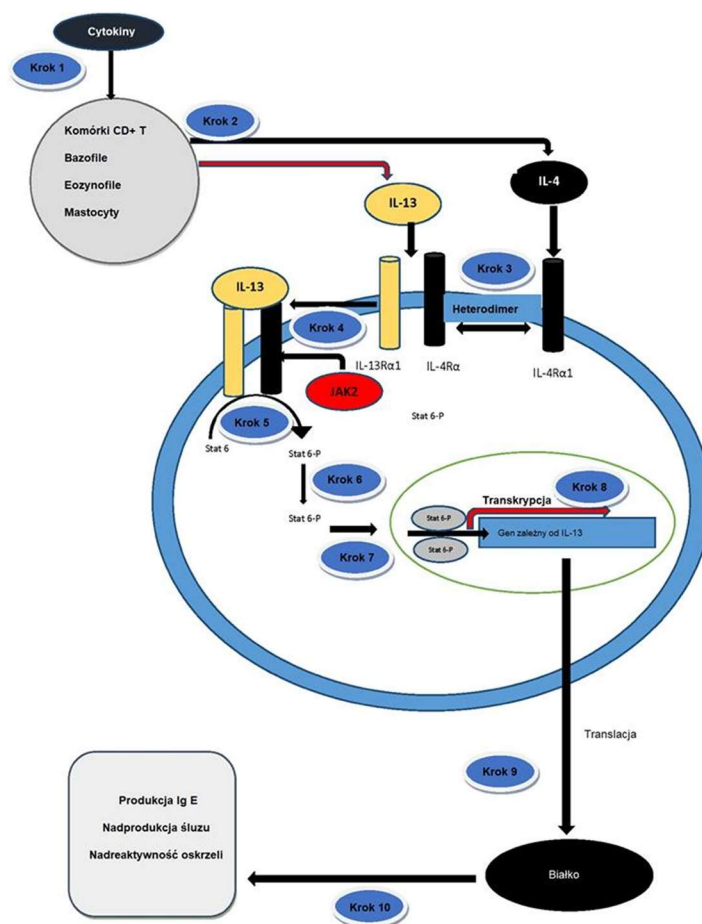 Cytokiny
Krok 1
Komórki CD+ T
Bazofile
Eozynofile
Mastocyty
Krok 2
IL-13
IL-4
Krok 3
Heterodimer
IL-13
Krok 4
IL-13Rα1
IL-4Rα
IL-4Rα1
JAK2
Stat 6-P
Krok 5
Stat 6
Stat 6-P
Krok 6
Stat 6-P
Krok 7
Krok 8
Transkrypcja
Stat 6-P
Stat 6-P
Gen zależny od IL-13
Translacja
Krok 9
Produkcja Ig E
Nadprodukcja śluzu
Nadreaktywność oskrzeli
Białko
Krok 10